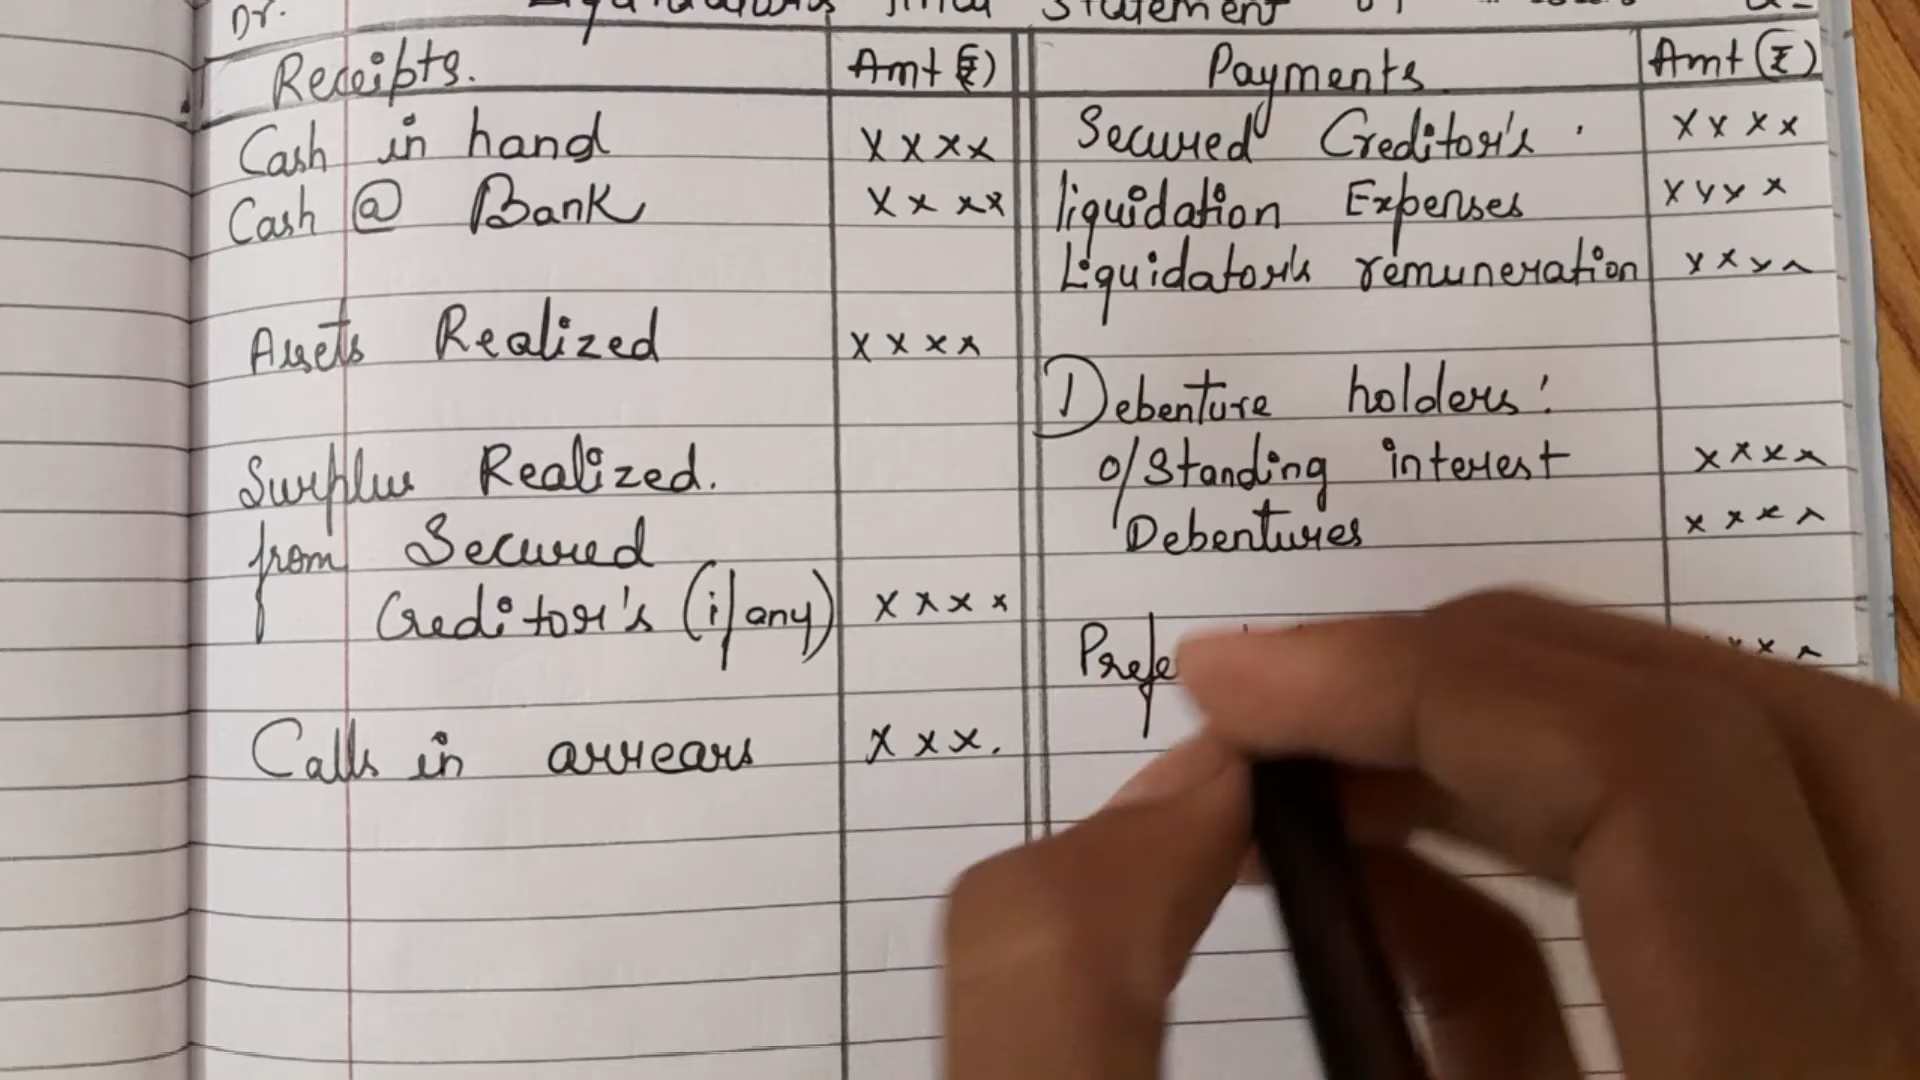 Dr. Statement
Receipts. Amt (₹) Payments Amt (₹)
Cash in hand xxxx Secured Creditor's xxxx
Cash @ Bank xxxx liquidation Expenses xxxx
Liquidator's remuneration xxxx
Assets Realized xxxx
Debenture holders:
Surplus Realized. o/Standing interest xxxx
from Secured Debentures xxxx
Creditor's (if any) xxxx
Calls in arrears xxx.